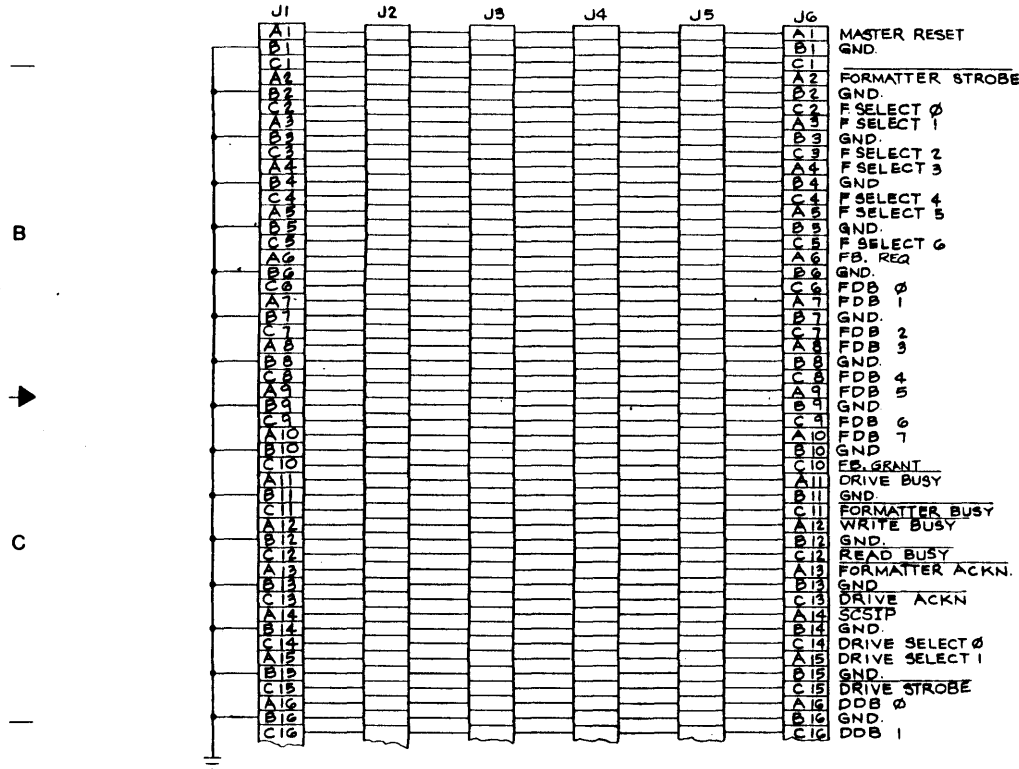 J1 J2 J3 J4 J5 J6
A1 A1 MASTER RESET
B1 B1 GND.
C1 C1
A2 A2 FORMATTER STROBE
B2 B2 GND.
C2 C2 F. SELECT Ø
A3 A3 F SELECT 1
B3 B3 GND.
C3 C3 F SELECT 2
A4 A4 F SELECT 3
B4 B4 GND
C4 C4 F SELECT 4
A5 A5 F SELECT 5
B B5 B5 GND.
C5 C5 F SELECT 6
A6 A6 FB. REQ
B6 B6 GND.
C6 C6 FDB Ø
A7 A7 FDB 1
B7 B7 GND.
C7 C7 FDB 2
A8 A8 FDB 3
B8 B8 GND.
C8 C8 FDB 4
A9 A9 FDB 5
B9 B9 GND
C9 C9 FDB 6
A10 A10 FDB 7
B10 B10 GND
C10 C10 FB. GRANT
A11 A11 DRIVE BUSY
B11 B11 GND.
C11 C11 FORMATTER BUSY
A12 A12 WRITE BUSY
B12 B12 GND.
C C12 C12 READ BUSY
A13 A13 FORMATTER ACKN.
B13 B13 GND
C13 C13 DRIVE ACKN
A14 A14 SCSTP
B14 B14 GND.
C14 C14 DRIVE SELECT Ø
A15 A15 DRIVE SELECT 1
B15 B15 GND.
C15 C15 DRIVE STROBE
A16 A16 DDB Ø
B16 B16 GND.
C16 C16 DDB 1